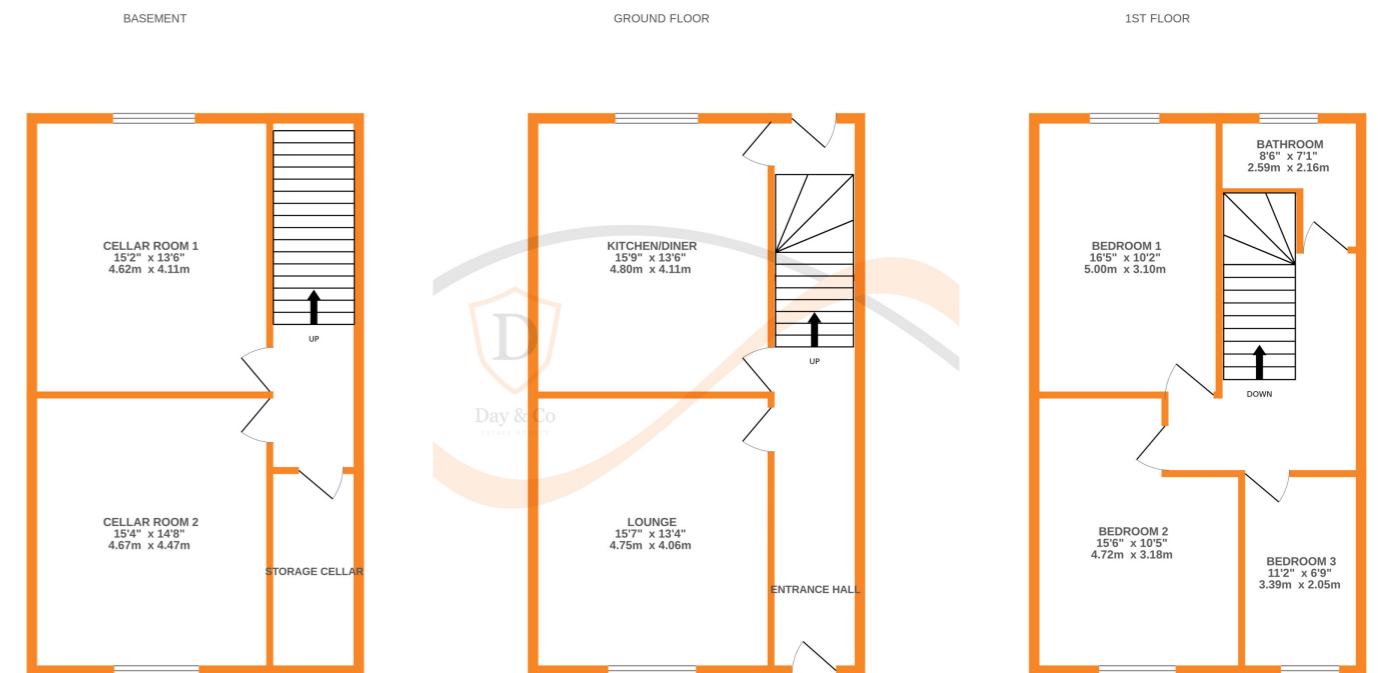 BASEMENT
GROUND FLOOR
1ST FLOOR
CELLAR ROOM 1
15'2" x 13'6"
4.62m x 4.11m
UP
CELLAR ROOM 2
15'4" x 14'8"
4.67m x 4.47m
STORAGE CELLAR
KITCHEN/DINER
15'9" x 13'6"
4.80m x 4.11m
UP
D
Day & Co
ESTATE AGENTS
LOUNGE
15'7" x 13'4"
4.75m x 4.06m
ENTRANCE HALL
BATHROOM
8'6" x 7'1"
2.59m x 2.16m
BEDROOM 1
16'5" x 10'2"
5.00m x 3.10m
DOWN
BEDROOM 2
15'6" x 10'5"
4.72m x 3.18m
BEDROOM 3
11'2" x 6'9"
3.39m x 2.05m